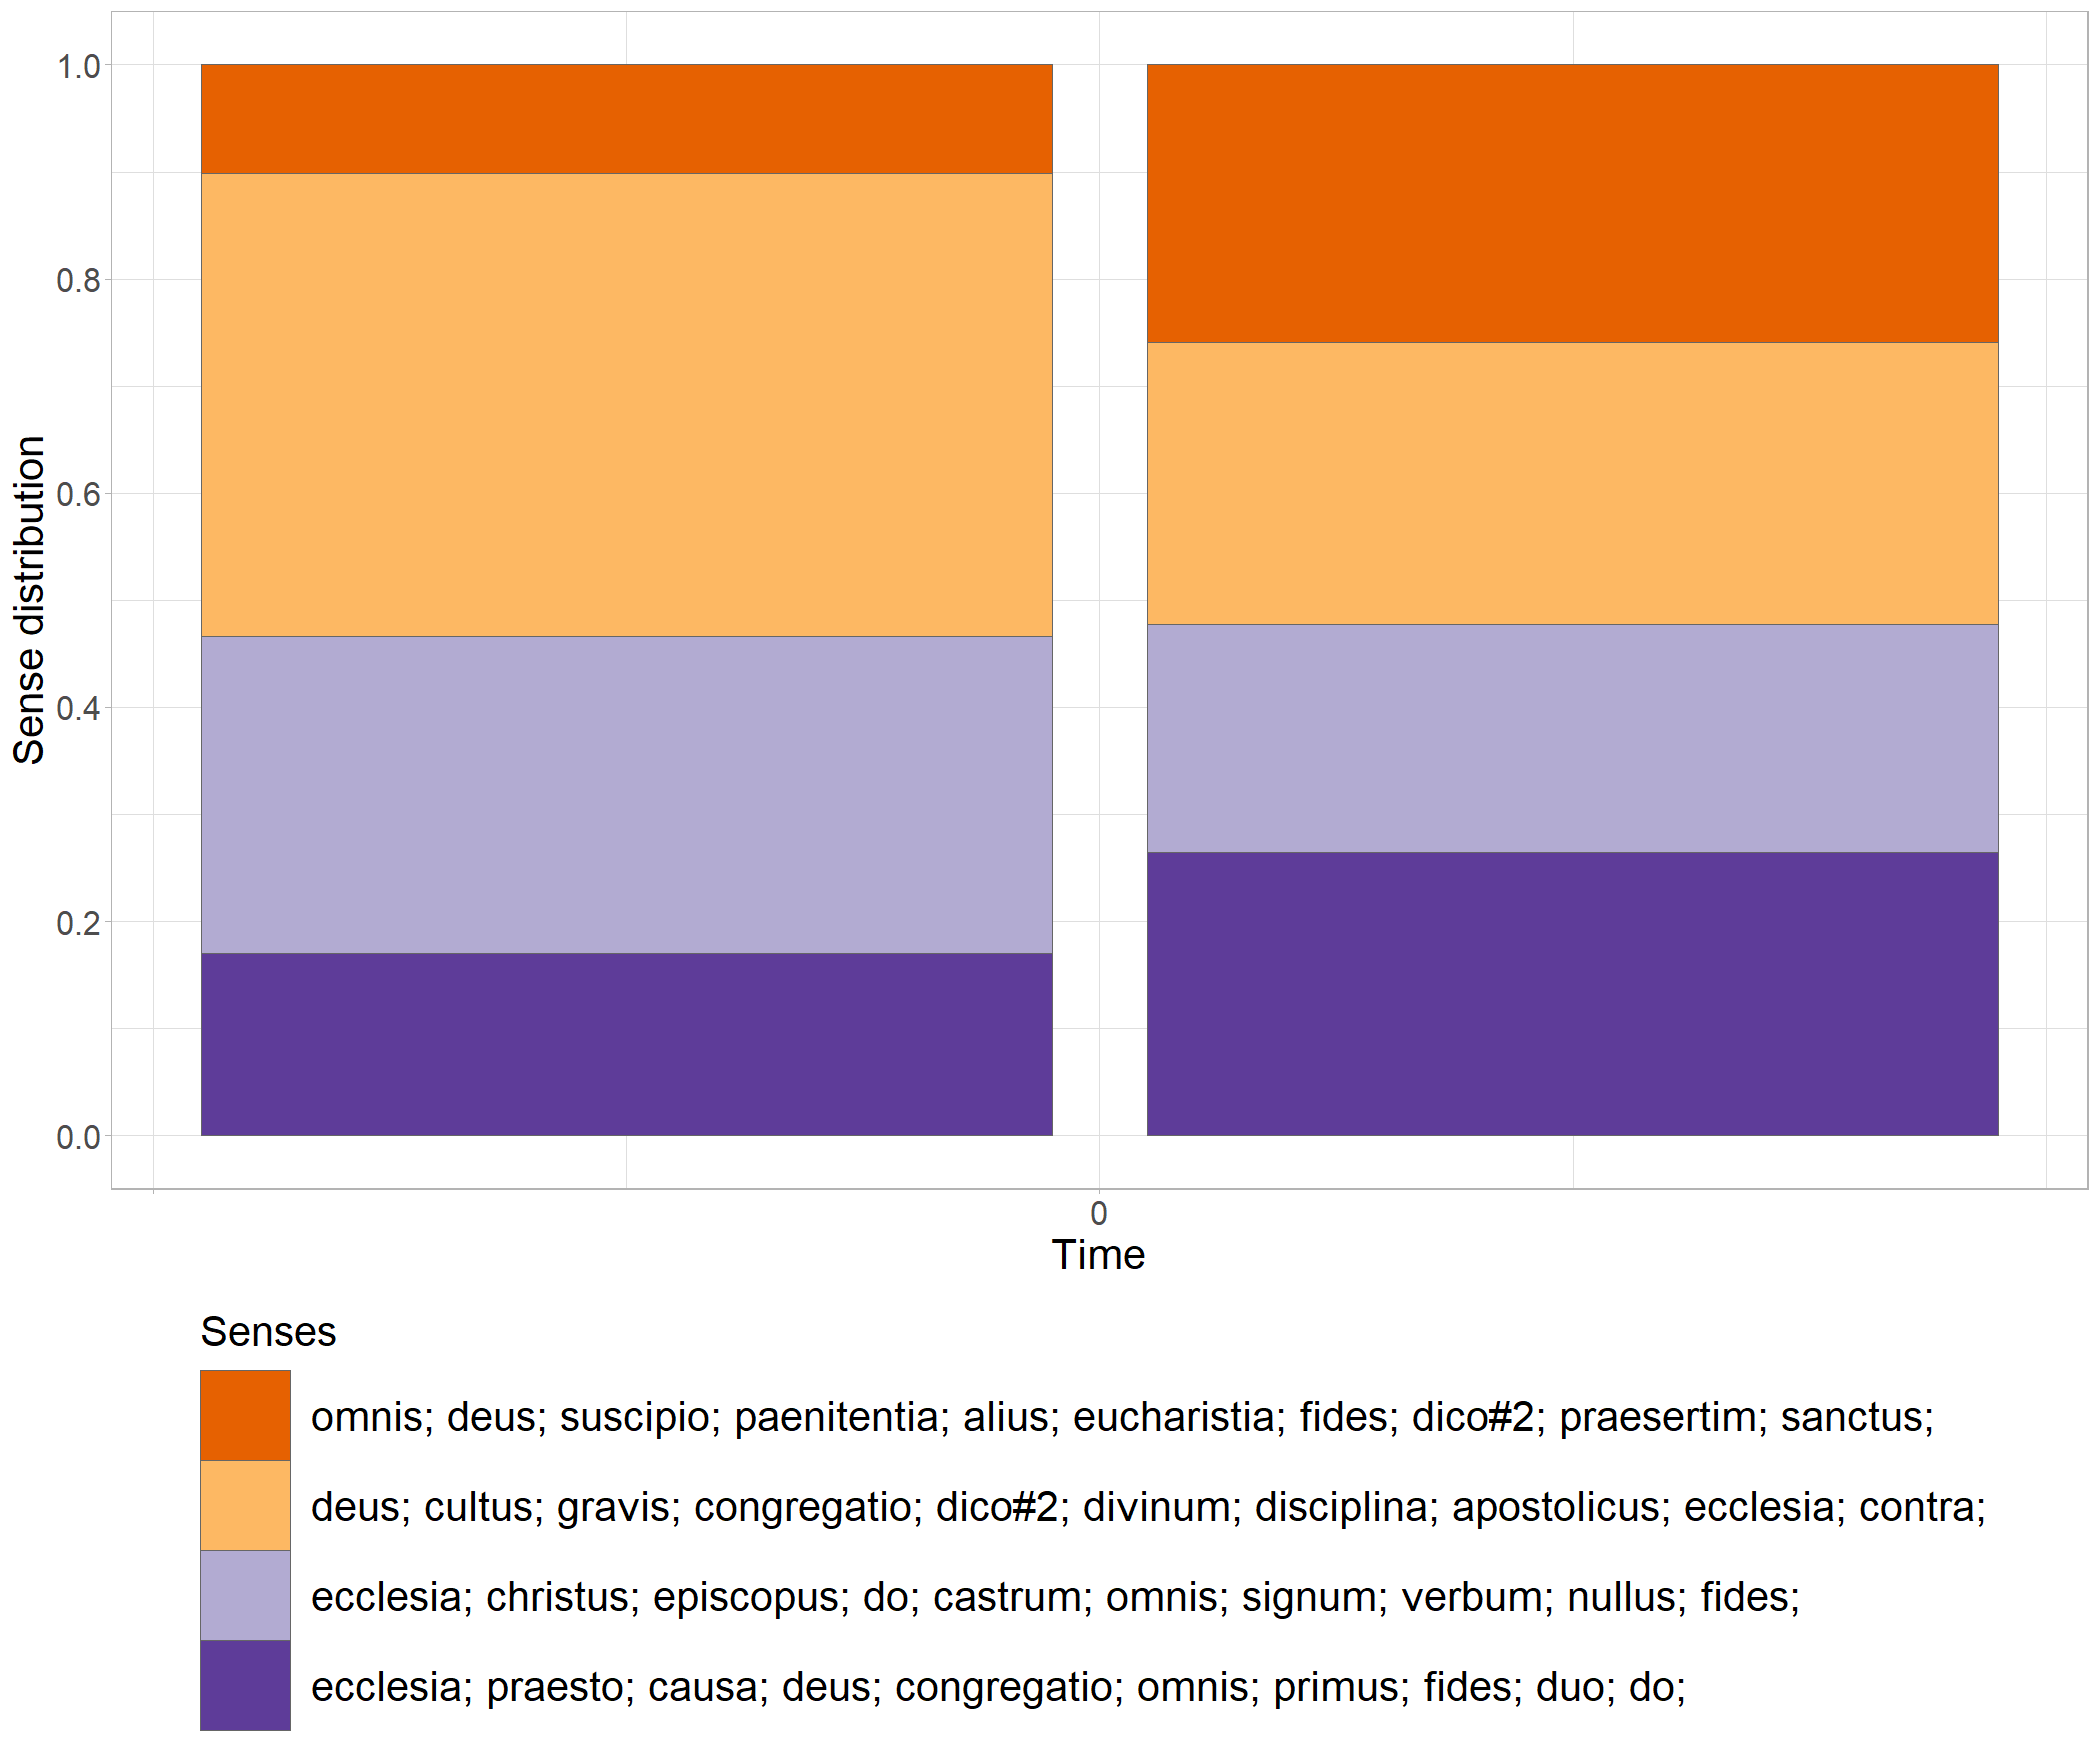 1.0
0.8
0.6
0.4
0.2
0.0
Sense distribution
0
Time
Senses
omnis; deus; suscipio; paenitentia; alius; eucharistia; fides; dico#2; praesertim; sanctus;
deus; cultus; gravis; congregatio; dico#2; divinum; disciplina; apostolicus; ecclesia; contra;
ecclesia; christus; episcopus; do; castrum; omnis; signum; verbum; nullus; fides;
ecclesia; praesto; causa; deus; congregatio; omnis; primus; fides; duo; do;